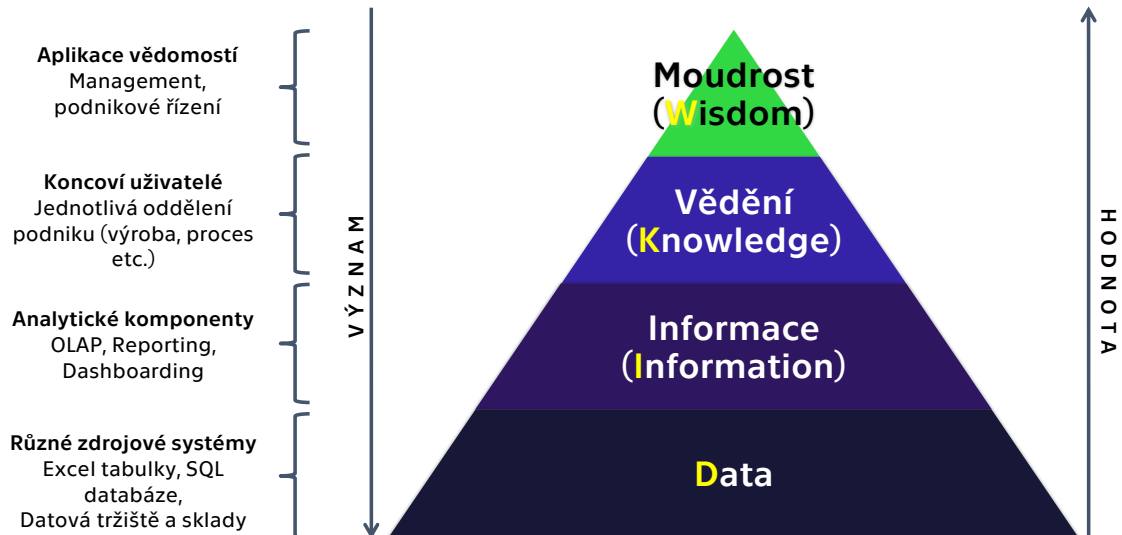 Aplikace vědomostí
Management,
podnikové řízení
Koncoví uživatelé
Jednotlivá oddělení
podniku (výroba, proces
etc.)
Analytické komponenty
OLAP, Reporting,
Dashboarding
Různé zdrojové systémy
Excel tabulky, SQL
databáze,
Datová tržiště a sklady
VÝZNAM
Moudrost
(Wisdom)
Vědění
(Knowledge)
Informace
(Information)
Data
HODNOTA